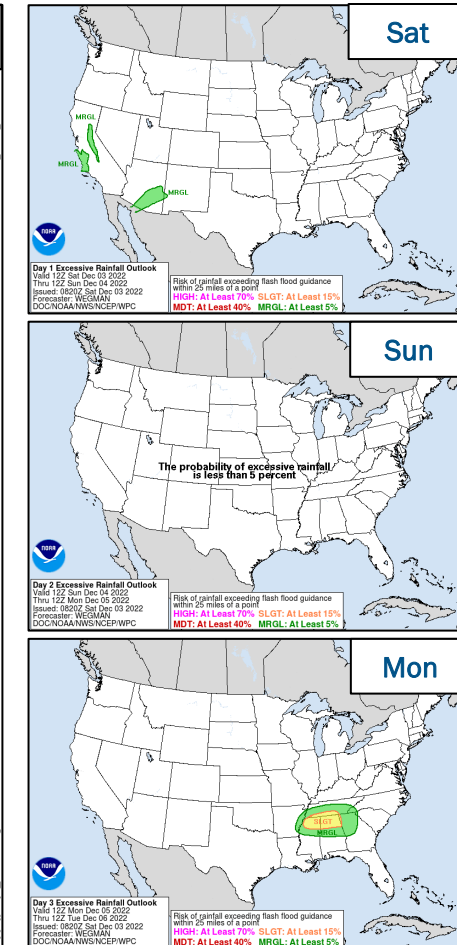 Sat
MRGL
MRGL
MRGL
NOAA
Day 1 Excessive Rainfall Outlook
Valid 12Z Sat Dec 03 2022
Thru 12Z Sun Dec 04 2022
Issued: 0820Z Sat Dec 03 2022
Forecaster: WEGMAN
DOC/NOAA/NWS/NCEP/WPC
Risk of rainfall exceeding flash flood guidance
within 25 miles of a point
HIGH: At Least 70% SLGT: At Least 15%
MDT: At Least 40% MRGL: At Least 5%
Sun
The probability of excessive rainfall
is less than 5 percent
NOAA
Day 2 Excessive Rainfall Outlook
Valid 12Z Sun Dec 04 2022
Thru 12Z Mon Dec 05 2022
Issued: 0820Z Sat Dec 03 2022
Forecaster: WEGMAN
DOC/NOAA/NWS/NCEP/WPC
Risk of rainfall exceeding flash flood guidance
within 25 miles of a point
HIGH: At Least 70% SLGT: At Least 15%
MDT: At Least 40% MRGL: At Least 5%
Mon
SLGT
MRGL
NOAA
Day 3 Excessive Rainfall Outlook
Valid 12Z Mon Dec 05 2022
Thru 12Z Tue Dec 06 2022
Issued: 0820Z Sat Dec 03 2022
Forecaster: WEGMAN
DOC/NOAA/NWS/NCEP/WPC
Risk of rainfall exceeding flash flood guidance
within 25 miles of a point
HIGH: At Least 70% SLGT: At Least 15%
MDT: At Least 40% MRGL: At Least 5%